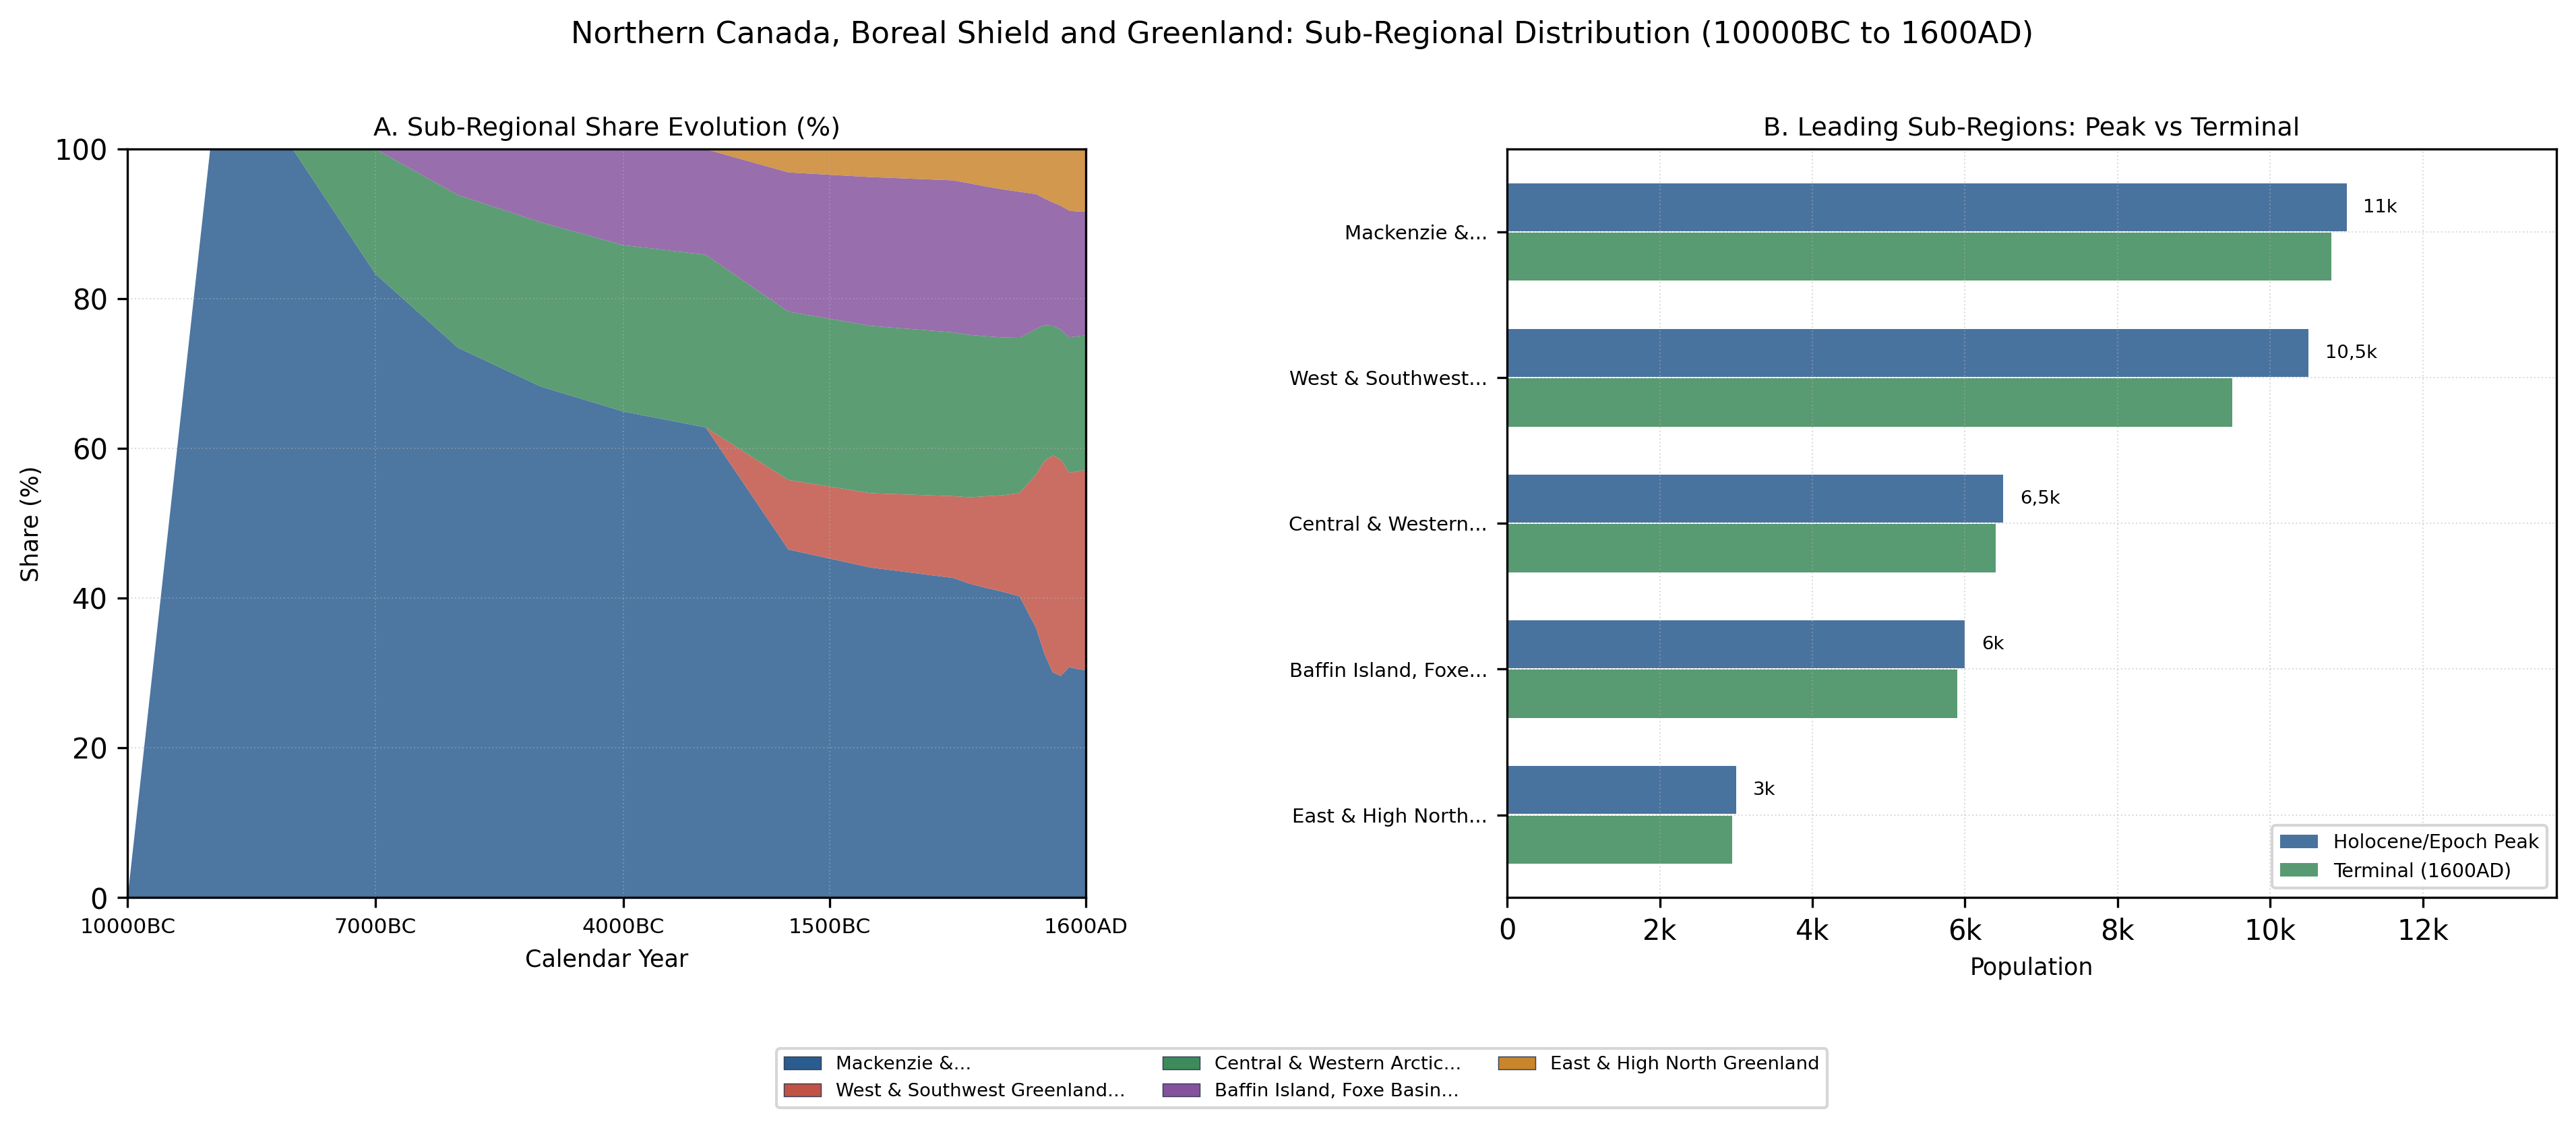 Northern Canada, Boreal Shield and Greenland: Sub-Regional Distribution (10000BC to 1600AD)
A. Sub-Regional Share Evolution (%)
100
80
60
40
20
0
Share (%)
10000BC
7000BC
4000BC
1500BC
1600AD
Calendar Year
B. Leading Sub-Regions: Peak vs Terminal
Mackenzie &...
West & Southwest...
Central & Western...
Baffin Island, Foxe...
East & High North...
11k
10,5k
6,5k
6k
3k
Holocene/Epoch Peak
Terminal (1600AD)
0
2k
4k
6k
8k
10k
12k
Population
Mackenzie &...
West & Southwest Greenland...
Central & Western Arctic...
Baffin Island, Foxe Basin...
East & High North Greenland